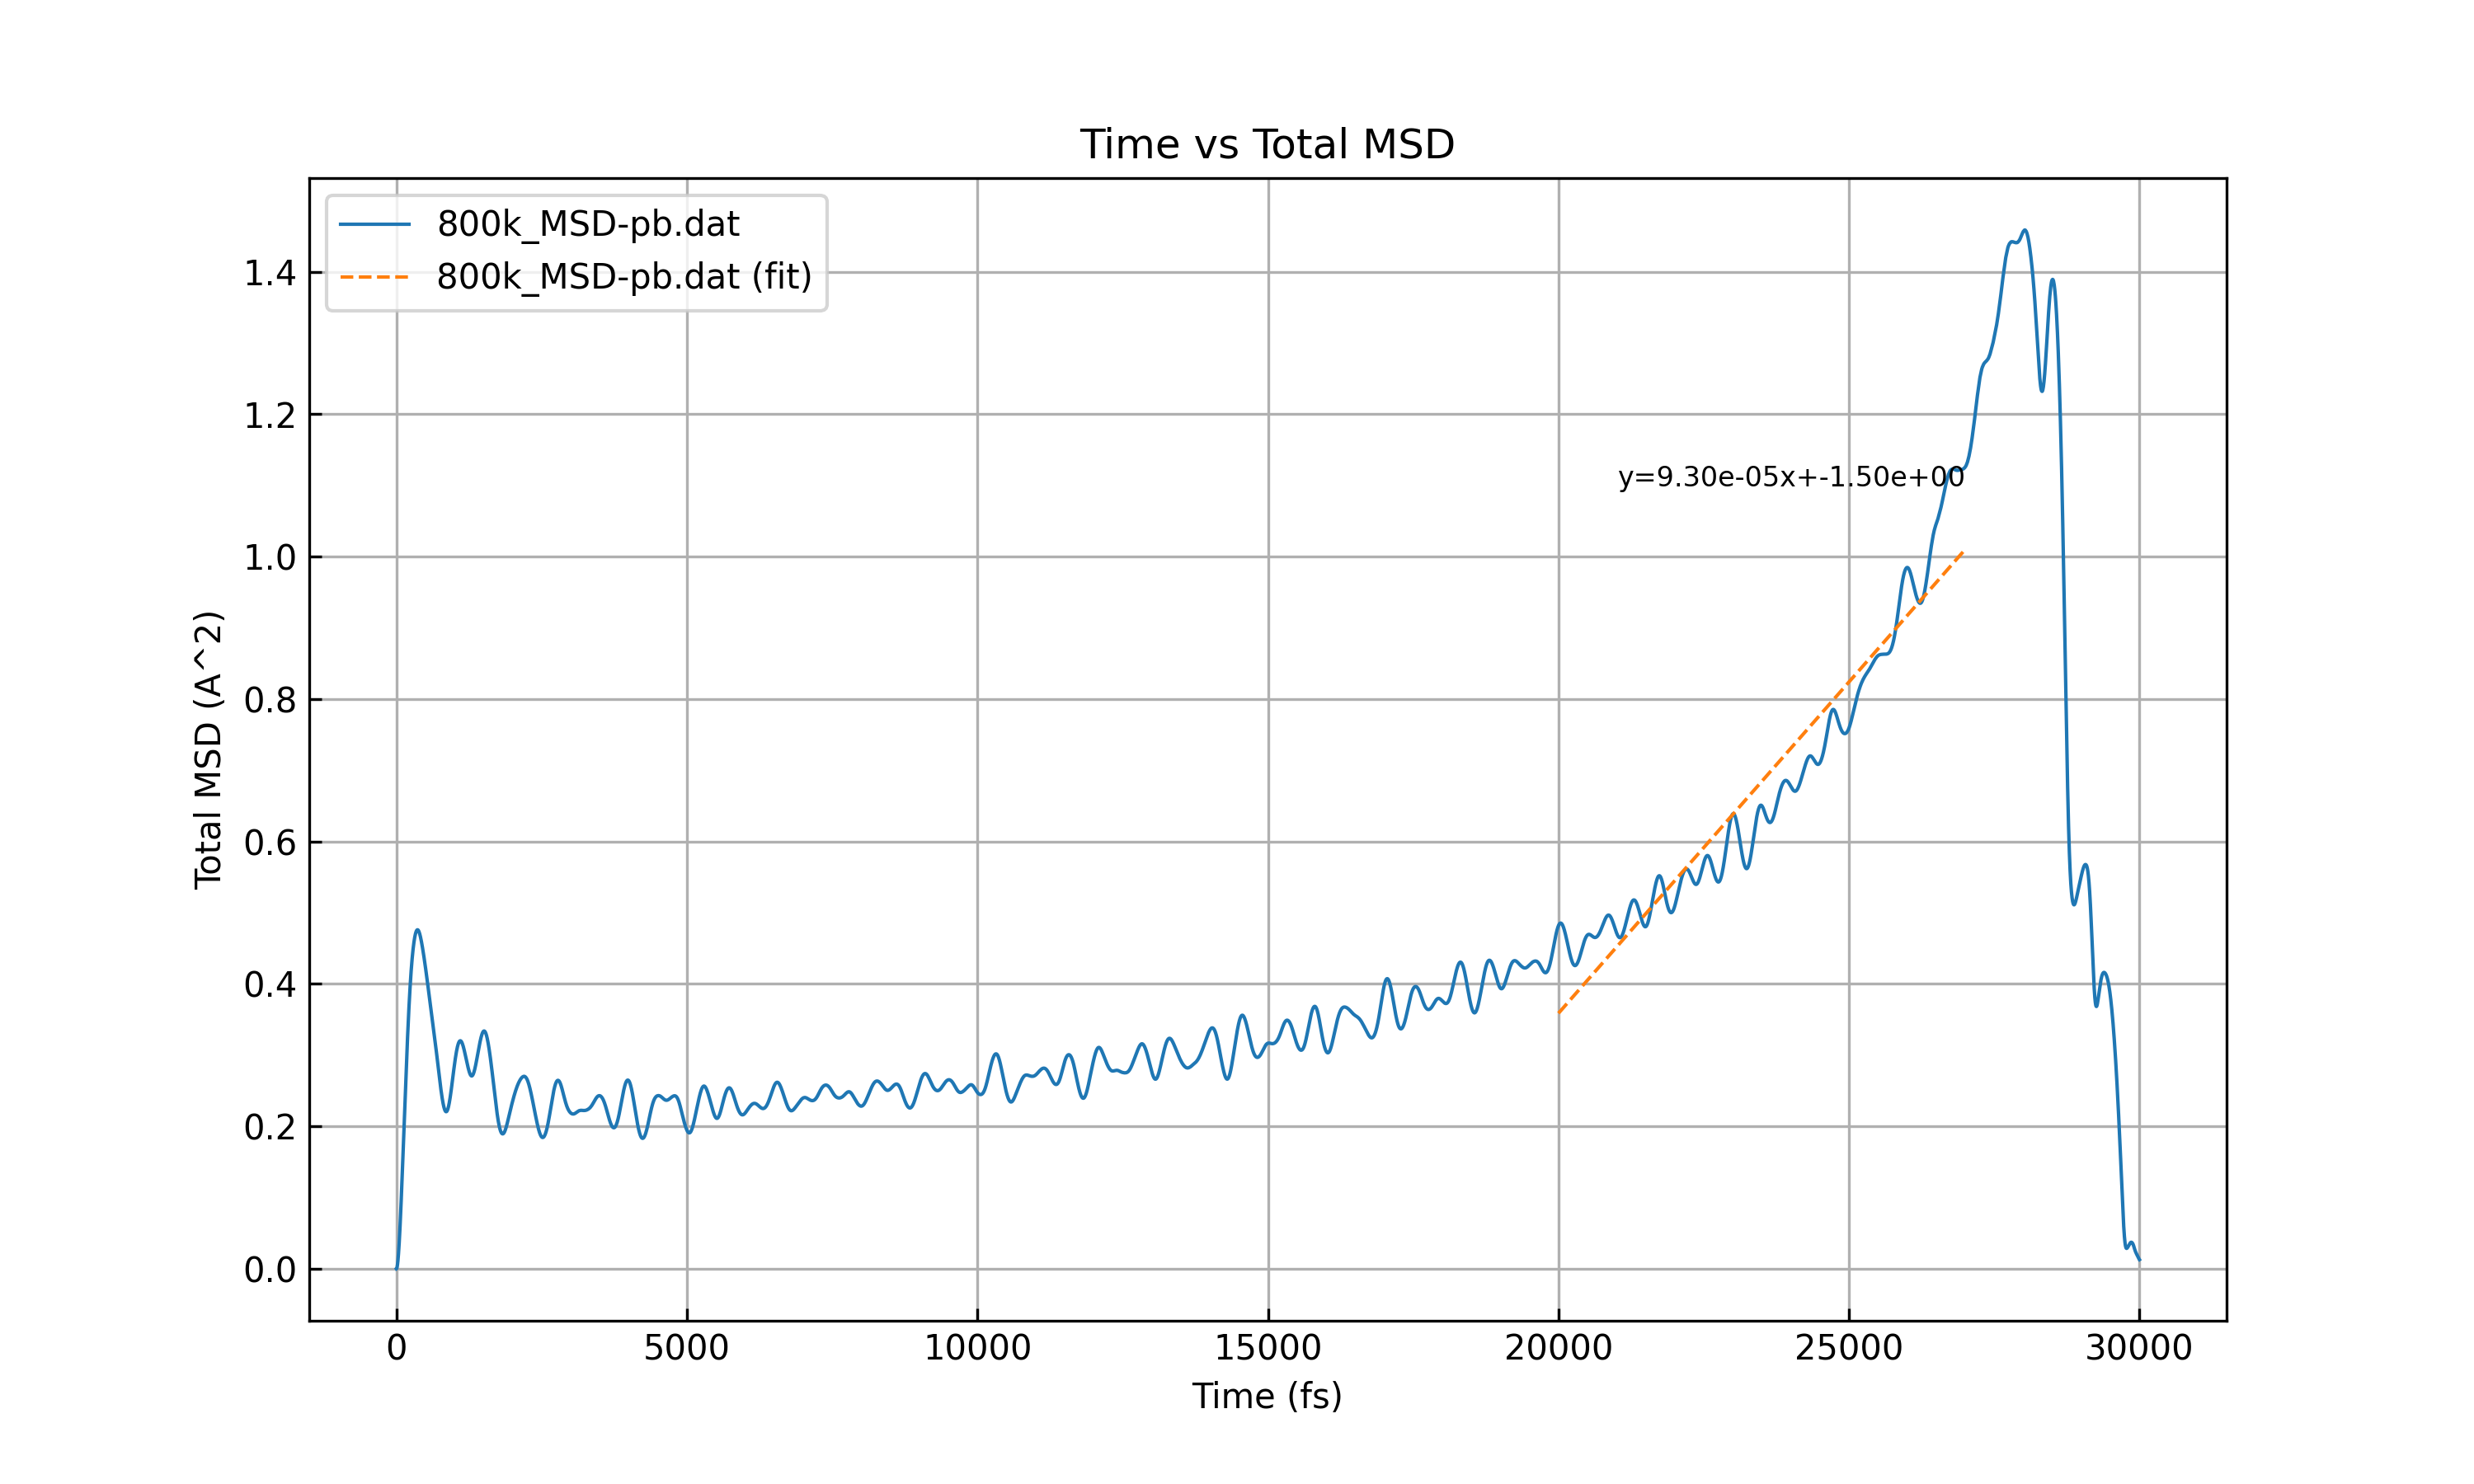 Time vs Total MSD
800k_MSD-pb.dat
800k_MSD-pb.dat (fit)
y=9.30e-05x+-1.50e+00
Total MSD (A^2)
1.4
1.2
1.0
0.8
0.6
0.4
0.2
0.0
0 5000 10000 15000 20000 25000 30000
Time (fs)